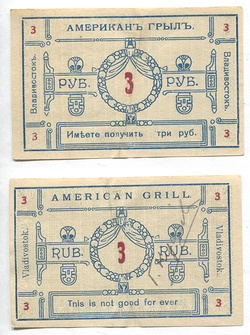 3 АМЕРИКАНЪ ГРЫЛЪ. 3
Владивостокъ.
РУБ. 3 РУБ.
Владивостокъ.
3 Имѣете получить три руб. 3
3 AMERICAN GRILL. 3
Vladivostok.
RUB. 3 RUB.
Vladivostok.
3 This is not good for ever 3